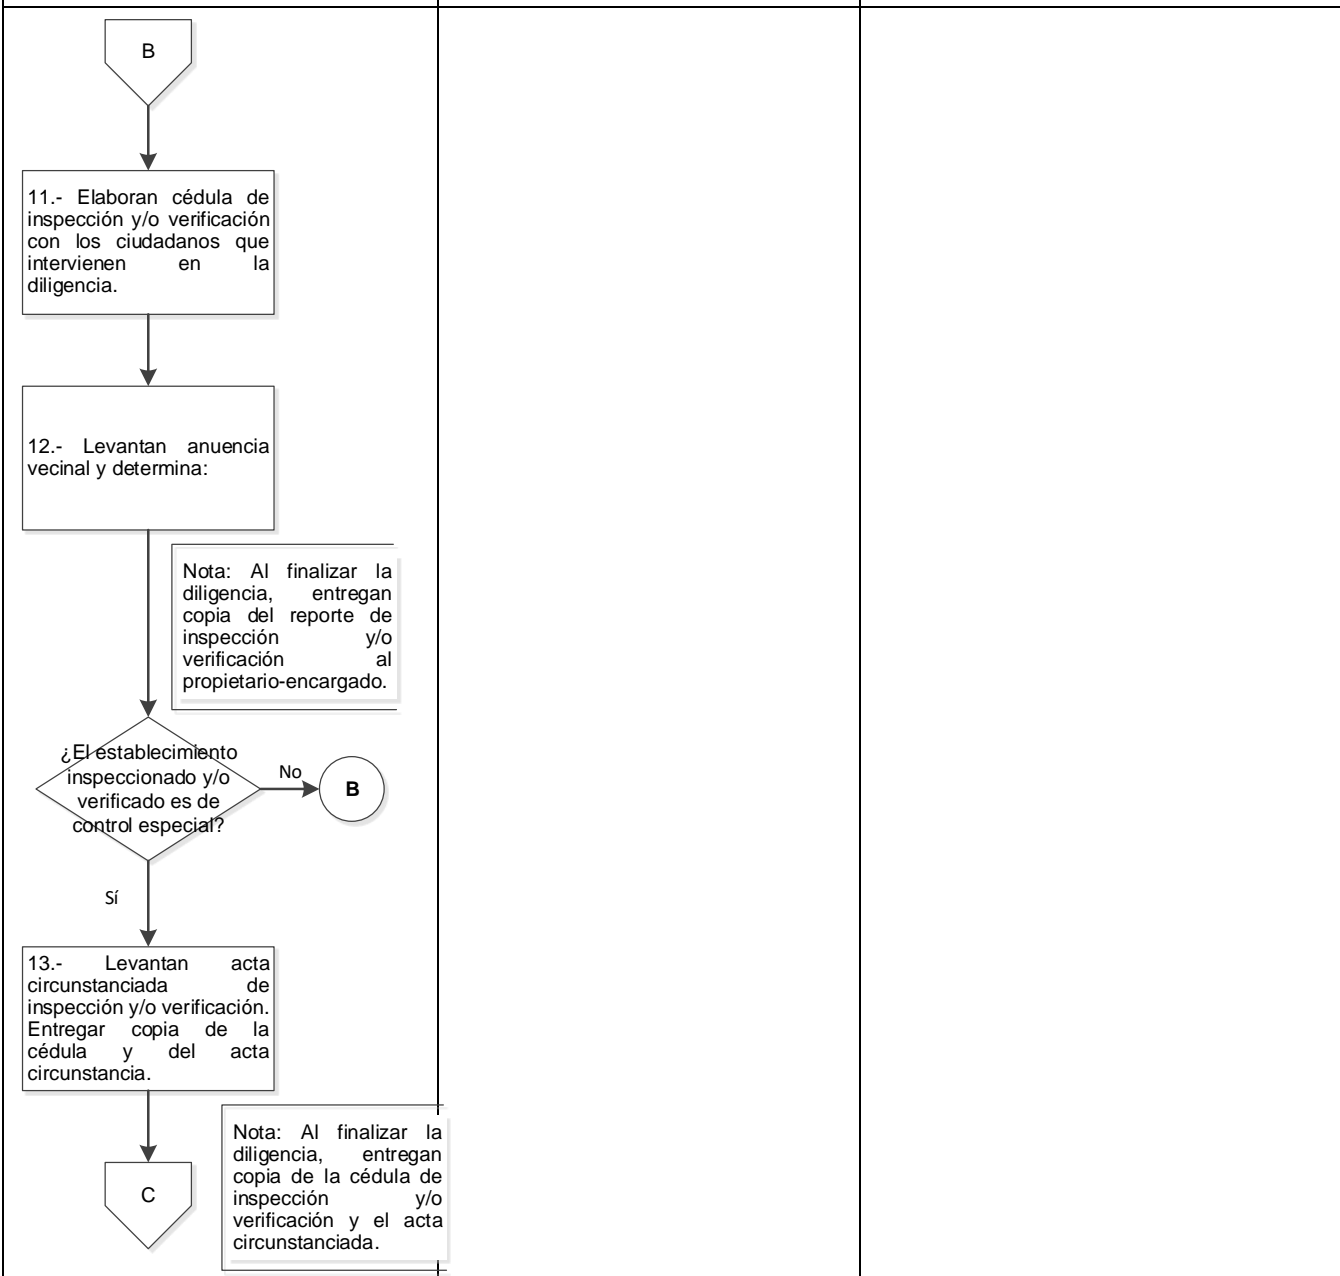 B
11.- Elaboran cédula de
inspección y/o verificación
con los ciudadanos que
intervienen en la
diligencia.
12.- Levantan anuencia
vecinal y determina:
Nota: Al finalizar la
diligencia, entregan
copia del reporte de
inspección y/o
verificación al
propietario-encargado.
¿El establecimiento
inspeccionado y/o
verificado es de
control especial?
No
B
Sí
13.- Levantan acta
circunstanciada de
inspección y/o verificación.
Entregar copia de la
cédula y del acta
circunstancia.
Nota: Al finalizar la
diligencia, entregan
copia de la cédula de
inspección y/o
verificación y el acta
circunstanciada.
C